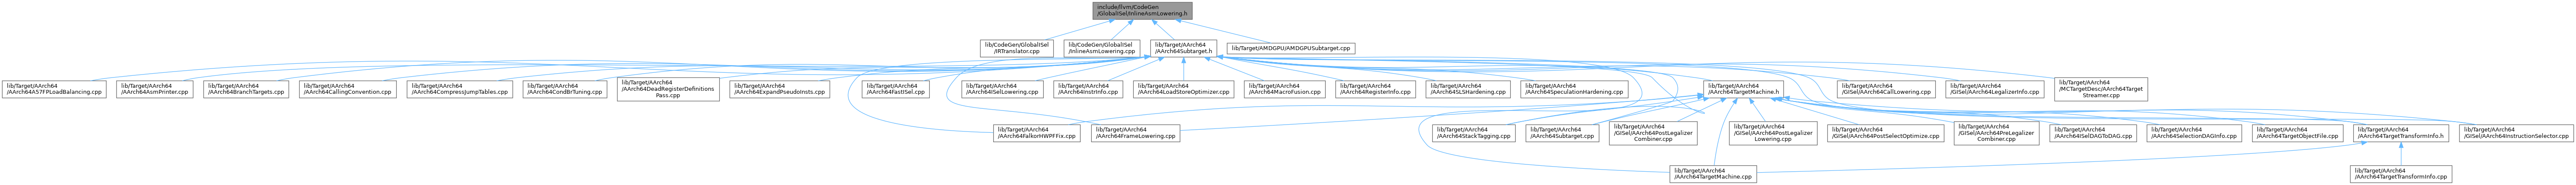 include/llvm/CodeGen
/GlobalISel/InlineAsmLowering.h
lib/CodeGen/GlobalISel
/IRTranslator.cpp
lib/CodeGen/GlobalISel
/InlineAsmLowering.cpp
lib/Target/AArch64
/AArch64Subtarget.h
lib/Target/AMDGPU/AMDGPUSubtarget.cpp
lib/Target/AArch64
/AArch64A57FPLoadBalancing.cpp
lib/Target/AArch64
/AArch64AsmPrinter.cpp
lib/Target/AArch64
/AArch64BranchTargets.cpp
lib/Target/AArch64
/AArch64CallingConvention.cpp
lib/Target/AArch64
/AArch64CompressJumpTables.cpp
lib/Target/AArch64
/AArch64CondBrTuning.cpp
lib/Target/AArch64
/AArch64DeadRegisterDefinitions
Pass.cpp
lib/Target/AArch64
/AArch64ExpandPseudoInsts.cpp
lib/Target/AArch64
/AArch64FastISel.cpp
lib/Target/AArch64
/AArch64ISelLowering.cpp
lib/Target/AArch64
/AArch64InstrInfo.cpp
lib/Target/AArch64
/AArch64LoadStoreOptimizer.cpp
lib/Target/AArch64
/AArch64MacroFusion.cpp
lib/Target/AArch64
/AArch64RegisterInfo.cpp
lib/Target/AArch64
/AArch64SLSHardening.cpp
lib/Target/AArch64
/AArch64SpeculationHardening.cpp
lib/Target/AArch64
/AArch64TargetMachine.h
lib/Target/AArch64
/GISel/AArch64CallLowering.cpp
lib/Target/AArch64
/GISel/AArch64LegalizerInfo.cpp
lib/Target/AArch64
/MCTargetDesc/AArch64Target
Streamer.cpp
lib/Target/AArch64
/AArch64FalkorHWPFFix.cpp
lib/Target/AArch64
/AArch64FrameLowering.cpp
lib/Target/AArch64
/AArch64StackTagging.cpp
lib/Target/AArch64
/AArch64Subtarget.cpp
lib/Target/AArch64
/GISel/AArch64PostLegalizer
Combiner.cpp
lib/Target/AArch64
/GISel/AArch64PostLegalizer
Lowering.cpp
lib/Target/AArch64
/GISel/AArch64PostSelectOptimize.cpp
lib/Target/AArch64
/GISel/AArch64PreLegalizer
Combiner.cpp
lib/Target/AArch64
/AArch64ISelDAGToDAG.cpp
lib/Target/AArch64
/AArch64SelectionDAGInfo.cpp
lib/Target/AArch64
/AArch64TargetObjectFile.cpp
lib/Target/AArch64
/AArch64TargetTransformInfo.h
lib/Target/AArch64
/GISel/AArch64InstructionSelector.cpp
lib/Target/AArch64
/AArch64TargetMachine.cpp
lib/Target/AArch64
/AArch64TargetTransformInfo.cpp